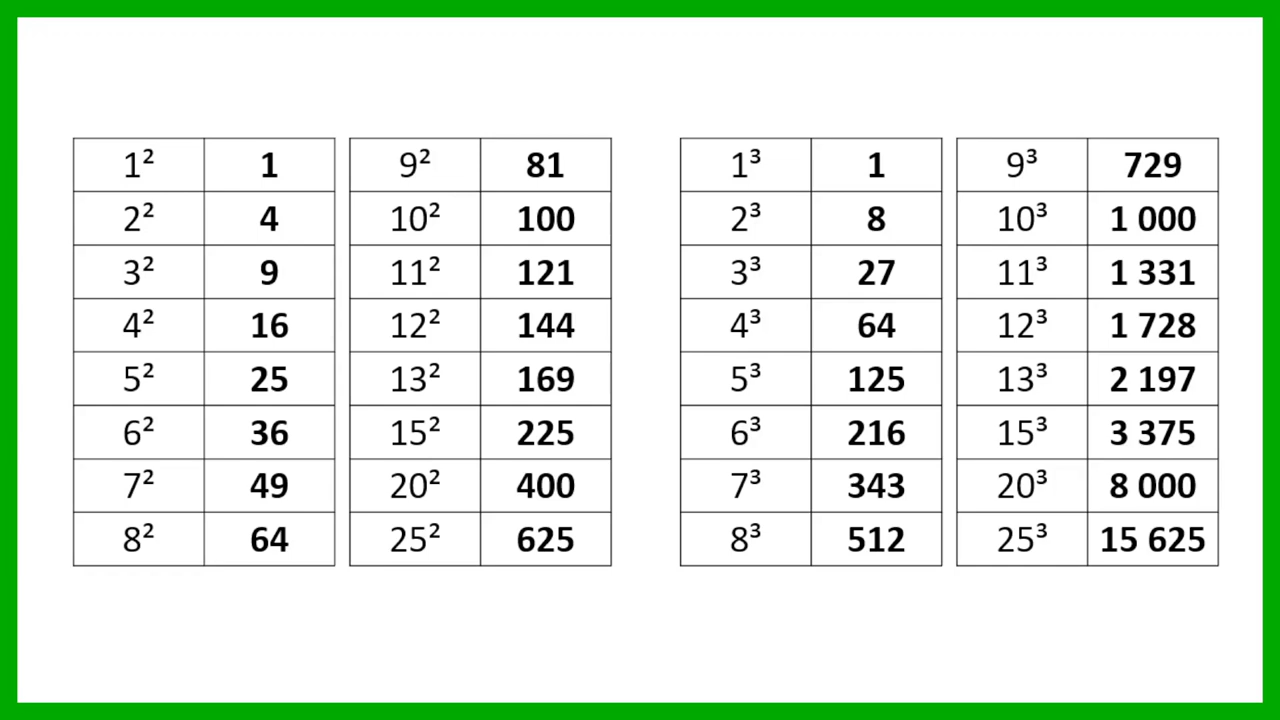 1² 1 9² 81 1³ 1 9³ 729
2² 4 10² 100 2³ 8 10³ 1 000
3² 9 11² 121 3³ 27 11³ 1 331
4² 16 12² 144 4³ 64 12³ 1 728
5² 25 13² 169 5³ 125 13³ 2 197
6² 36 15² 225 6³ 216 15³ 3 375
7² 49 20² 400 7³ 343 20³ 8 000
8² 64 25² 625 8³ 512 25³ 15 625